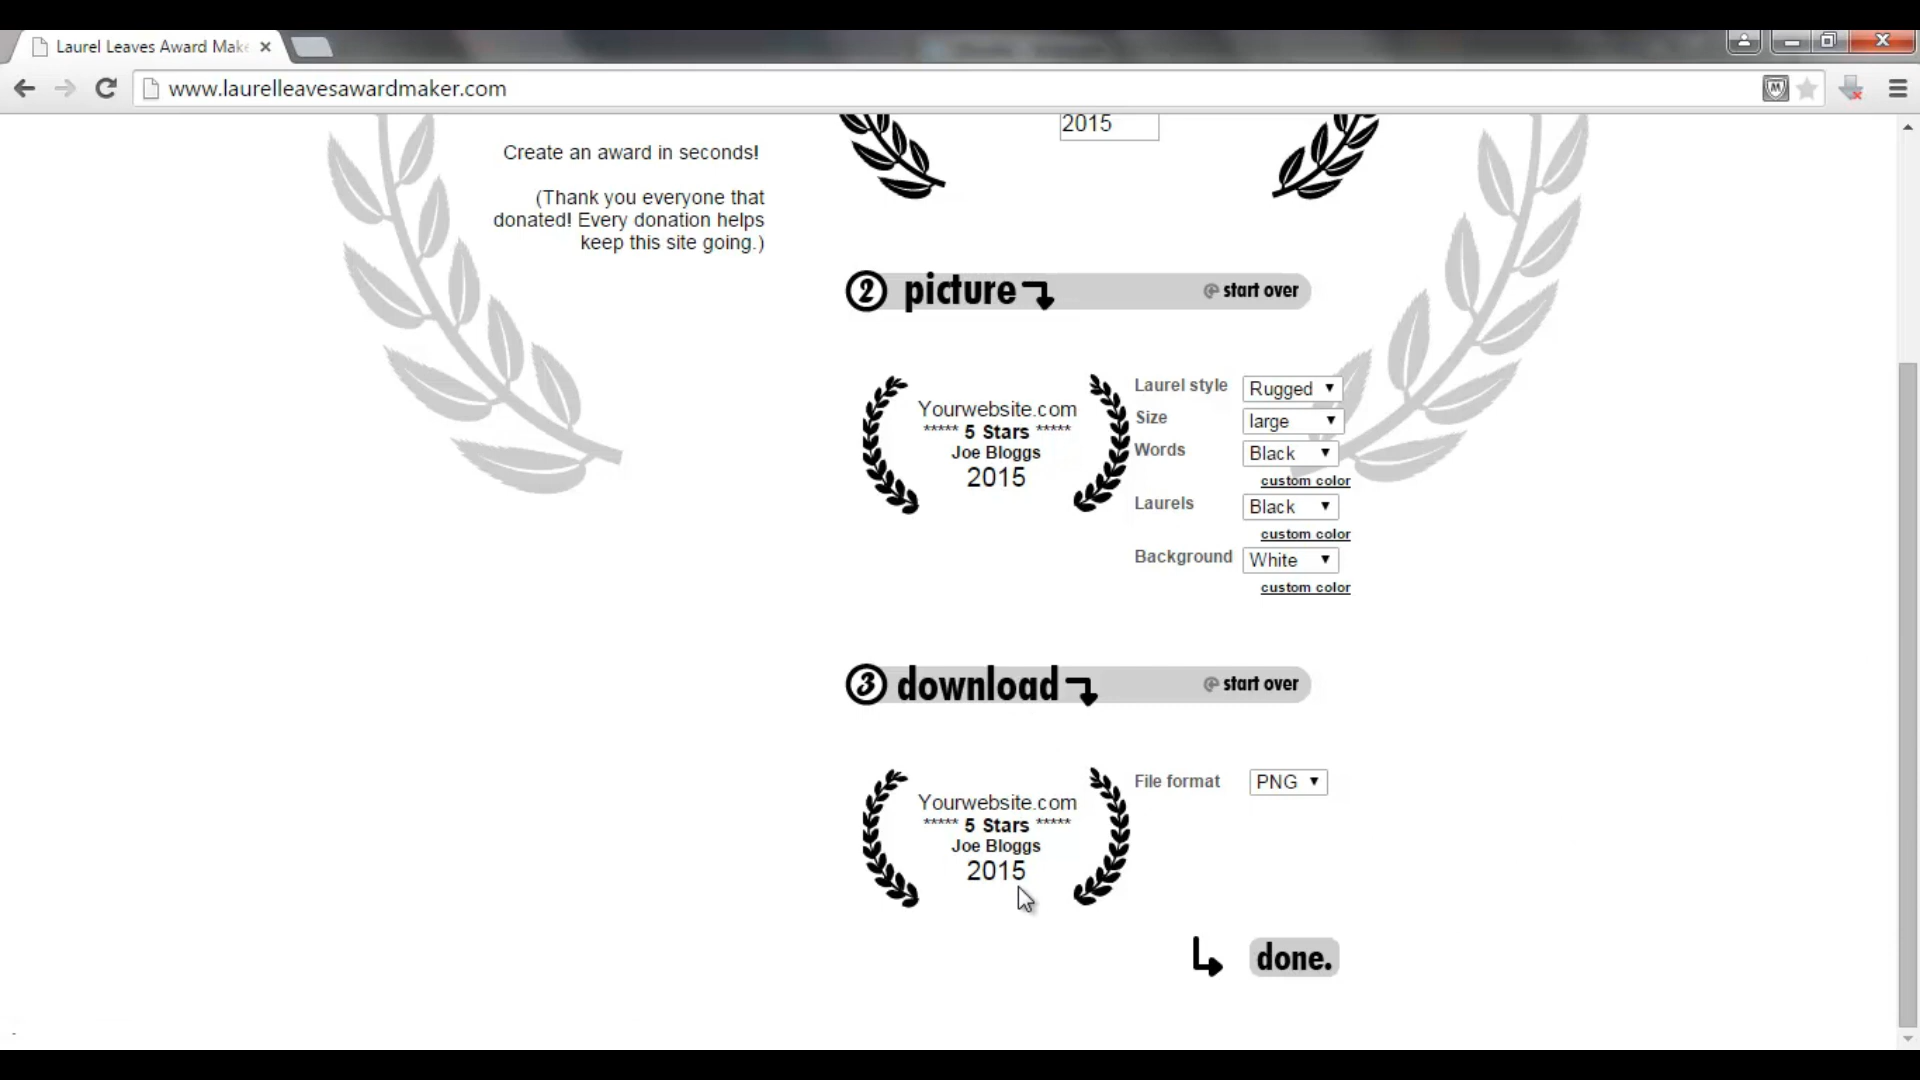 Laurel Leaves Award Make
www.laurelleavesawardmaker.com
Create an award in seconds!
(Thank you everyone that
donated! Every donation helps
keep this site going.)
2015
2 picture
start over
Yourwebsite.com
***** 5 Stars *****
Joe Bloggs
2015
Laurel style Rugged
Size large
Words Black
custom color
Laurels Black
custom color
Background White
custom color
3 download
start over
Yourwebsite.com
***** 5 Stars *****
Joe Bloggs
2015
File format PNG
done.